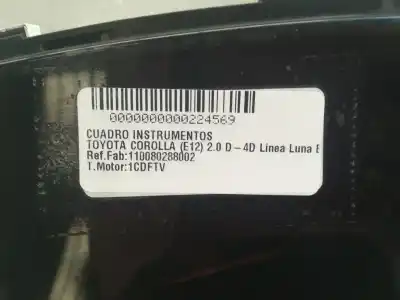 0000000000224569
CUADRO INSTRUMENTOS
TOYOTA COROLLA (E12) 2.0 D-4D Linea Luna E
Ref.Fab:110080288002
T.Motor:1CDFTV